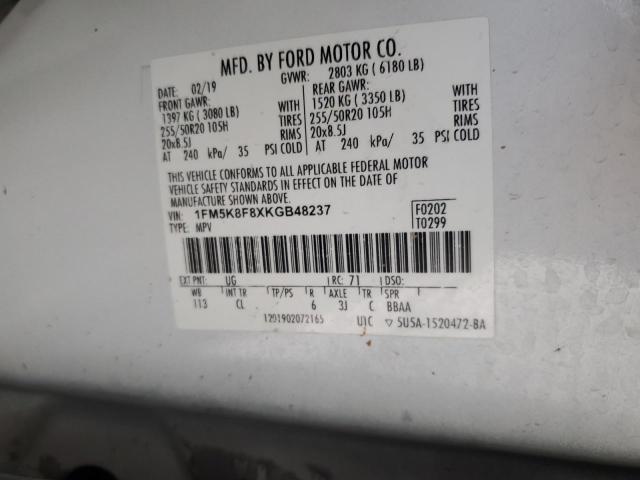 MFD. BY FORD MOTOR CO.
DATE: 02/19 GVWR: 2803 KG ( 6180 LB)
FRONT GAWR: REAR GAWR:
1397 KG ( 3080 LB) WITH 1520 KG ( 3350 LB) WITH
255/50R20 105H TIRES 255/50R20 105H TIRES
20x8.5J RIMS 20x8.5J RIMS
AT 240 kPa/ 35 PSI COLD AT 240 kPa/ 35 PSI COLD
THIS VEHICLE CONFORMS TO ALL APPLICABLE FEDERAL MOTOR
VEHICLE SAFETY STANDARDS IN EFFECT ON THE DATE OF
MANUFACTURE SHOWN ABOVE.
VIN: 1FM5K8F8XKGB48237 F0202
TYPE: MPV T0299
EXT PNT: UG RC: 71 DSO:
WB INT TR TP/PS R AXLE TR SPR
113 CL 6 3J C BBAA
1201902072165 UTC ▽ 5U5A-1520472-BA